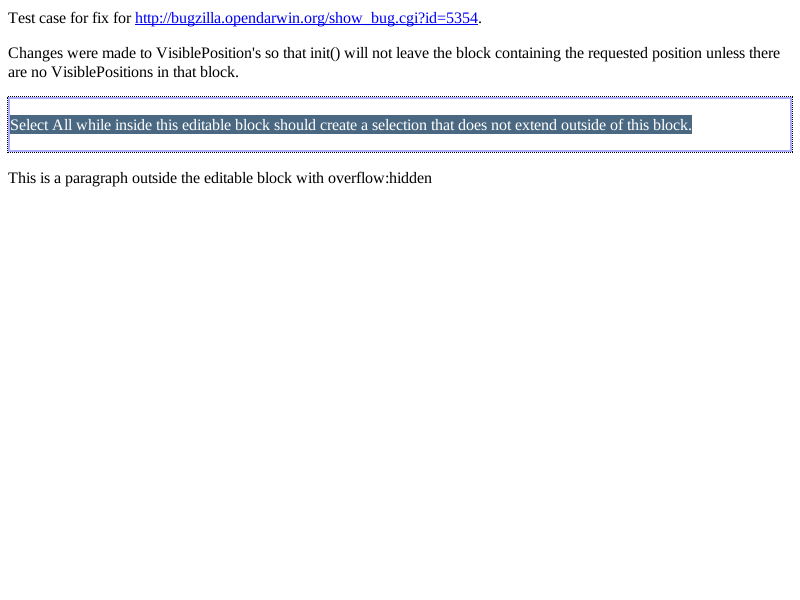 Test case for fix for http://bugzilla.opendarwin.org/show_bug.cgi?id=5354.
Changes were made to VisiblePosition's so that init() will not leave the block containing the requested position unless there
are no VisiblePositions in that block.
Select All while inside this editable block should create a selection that does not extend outside of this block.
This is a paragraph outside the editable block with overflow:hidden